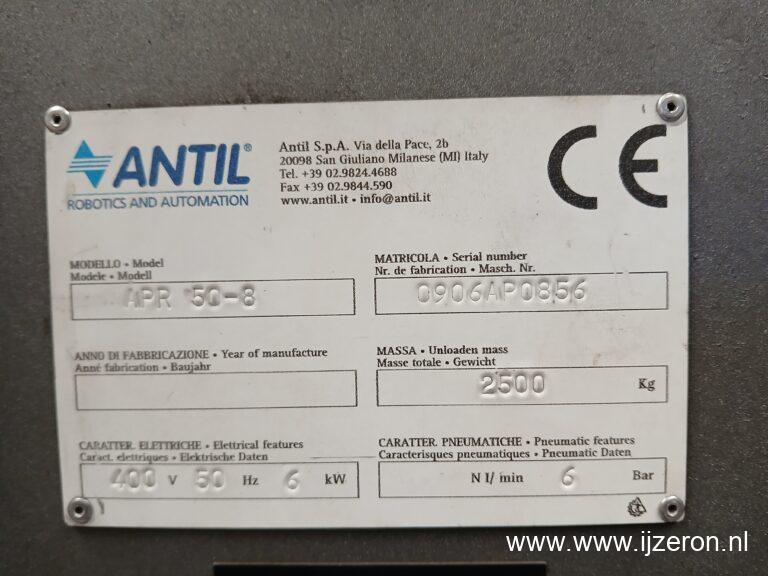 ANTIL®
ROBOTICS AND AUTOMATION
Antil S.p.A. Via della Pace, 2b
20098 San Giuliano Milanese (MI) Italy
Tel. +39 02.9824.4688
Fax +39 02.9844.590
www.antil.it • info@antil.it
CE
MODELLO • Model
Modele • Modell
APR 50-8
MATRICOLA • Serial number
Nr. de fabrication • Masch. Nr.
0906AP0856
ANNO DI FABBRICAZIONE • Year of manufacture
Anné fabrication • Baujahr
MASSA • Unloaden mass
Masse totale • Gewicht
2500 Kg
CARATTER. ELETTRICHE • Eletrical features
Caract. elettriques • Elektrische Daten
400 V 50 Hz 6 kW
CARATTER. PNEUMATICHE • Pneumatic features
Caracterisques pneumatiques • Pneumatic Daten
N I/ min 6 Bar
www.www.ijzeron.nl